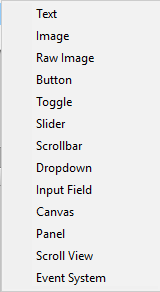 Text
Image
Raw Image
Button
Toggle
Slider
Scrollbar
Dropdown
Input Field
Canvas
Panel
Scroll View
Event System